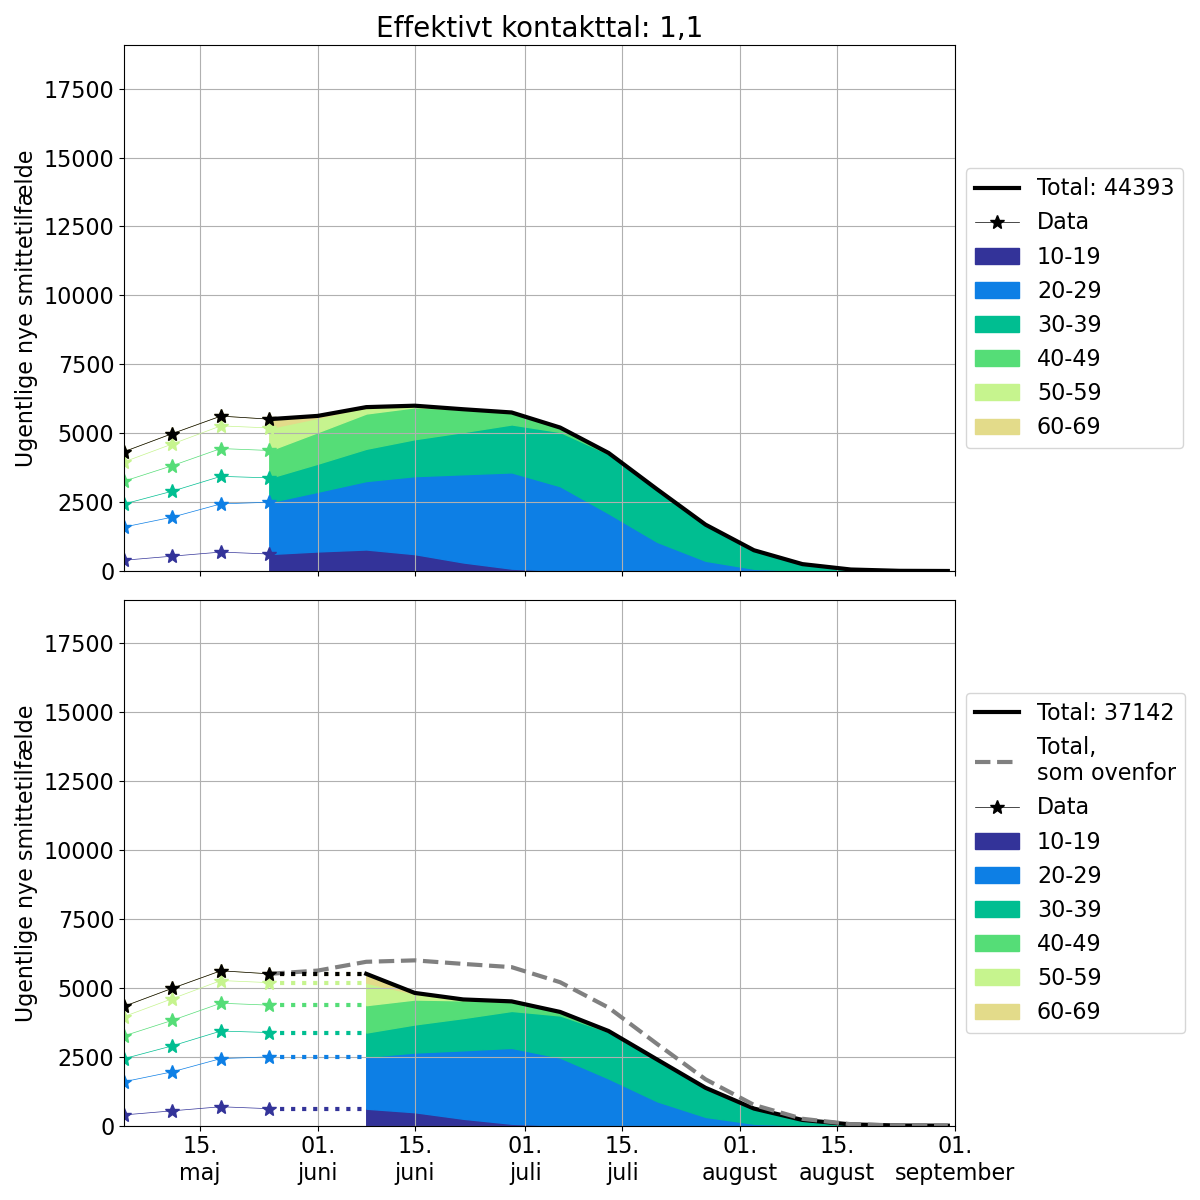 Effektivt kontakttal: 1,1
Ugentlige nye smittetilfælde
17500
15000
12500
10000
7500
5000
2500
0
Total: 44393
Data
10-19
20-29
30-39
40-49
50-59
60-69
Ugentlige nye smittetilfælde
17500
15000
12500
10000
7500
5000
2500
0
15.
maj
01.
juni
15.
juni
01.
juli
15.
juli
01.
august
15.
august
01.
september
Total: 37142
Total,
som ovenfor
Data
10-19
20-29
30-39
40-49
50-59
60-69